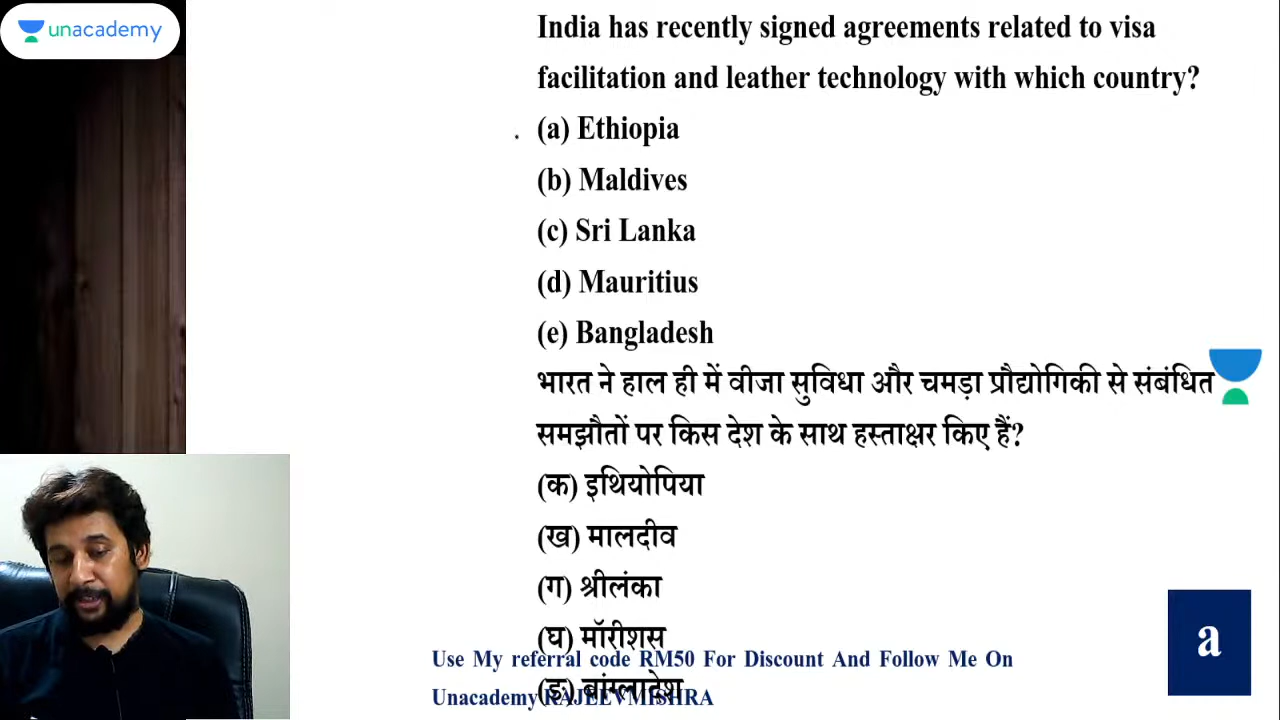 unacademy
India has recently signed agreements related to visa
facilitation and leather technology with which country?
(a) Ethiopia
(b) Maldives
(c) Sri Lanka
(d) Mauritius
(e) Bangladesh
भारत ने हाल ही में वीजा सुविधा और चमड़ा प्रौद्योगिकी से संबंधित
समझौतों पर किस देश के साथ हस्ताक्षर किए हैं?
(क) इथियोपिया
(ख) मालदीव
(ग) श्रीलंका
(घ) मॉरीशस
(ङ) बांग्लादेश
Use My referral code RM50 For Discount And Follow Me On
Unacademy RAJEEVMISHRA
a